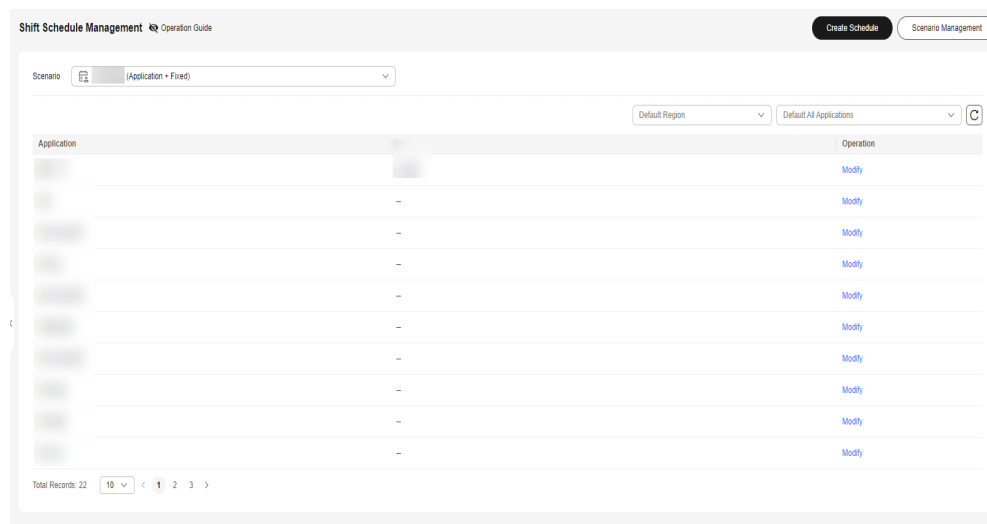 Shift Schedule Management Operation Guide Create Schedule Scenario Management
Scenario (Application + Fixed)
Default Region Default All Applications
Application Operation
Modify
-- Modify
-- Modify
-- Modify
-- Modify
-- Modify
-- Modify
-- Modify
-- Modify
-- Modify
Total Records: 22 10 < 1 2 3 >